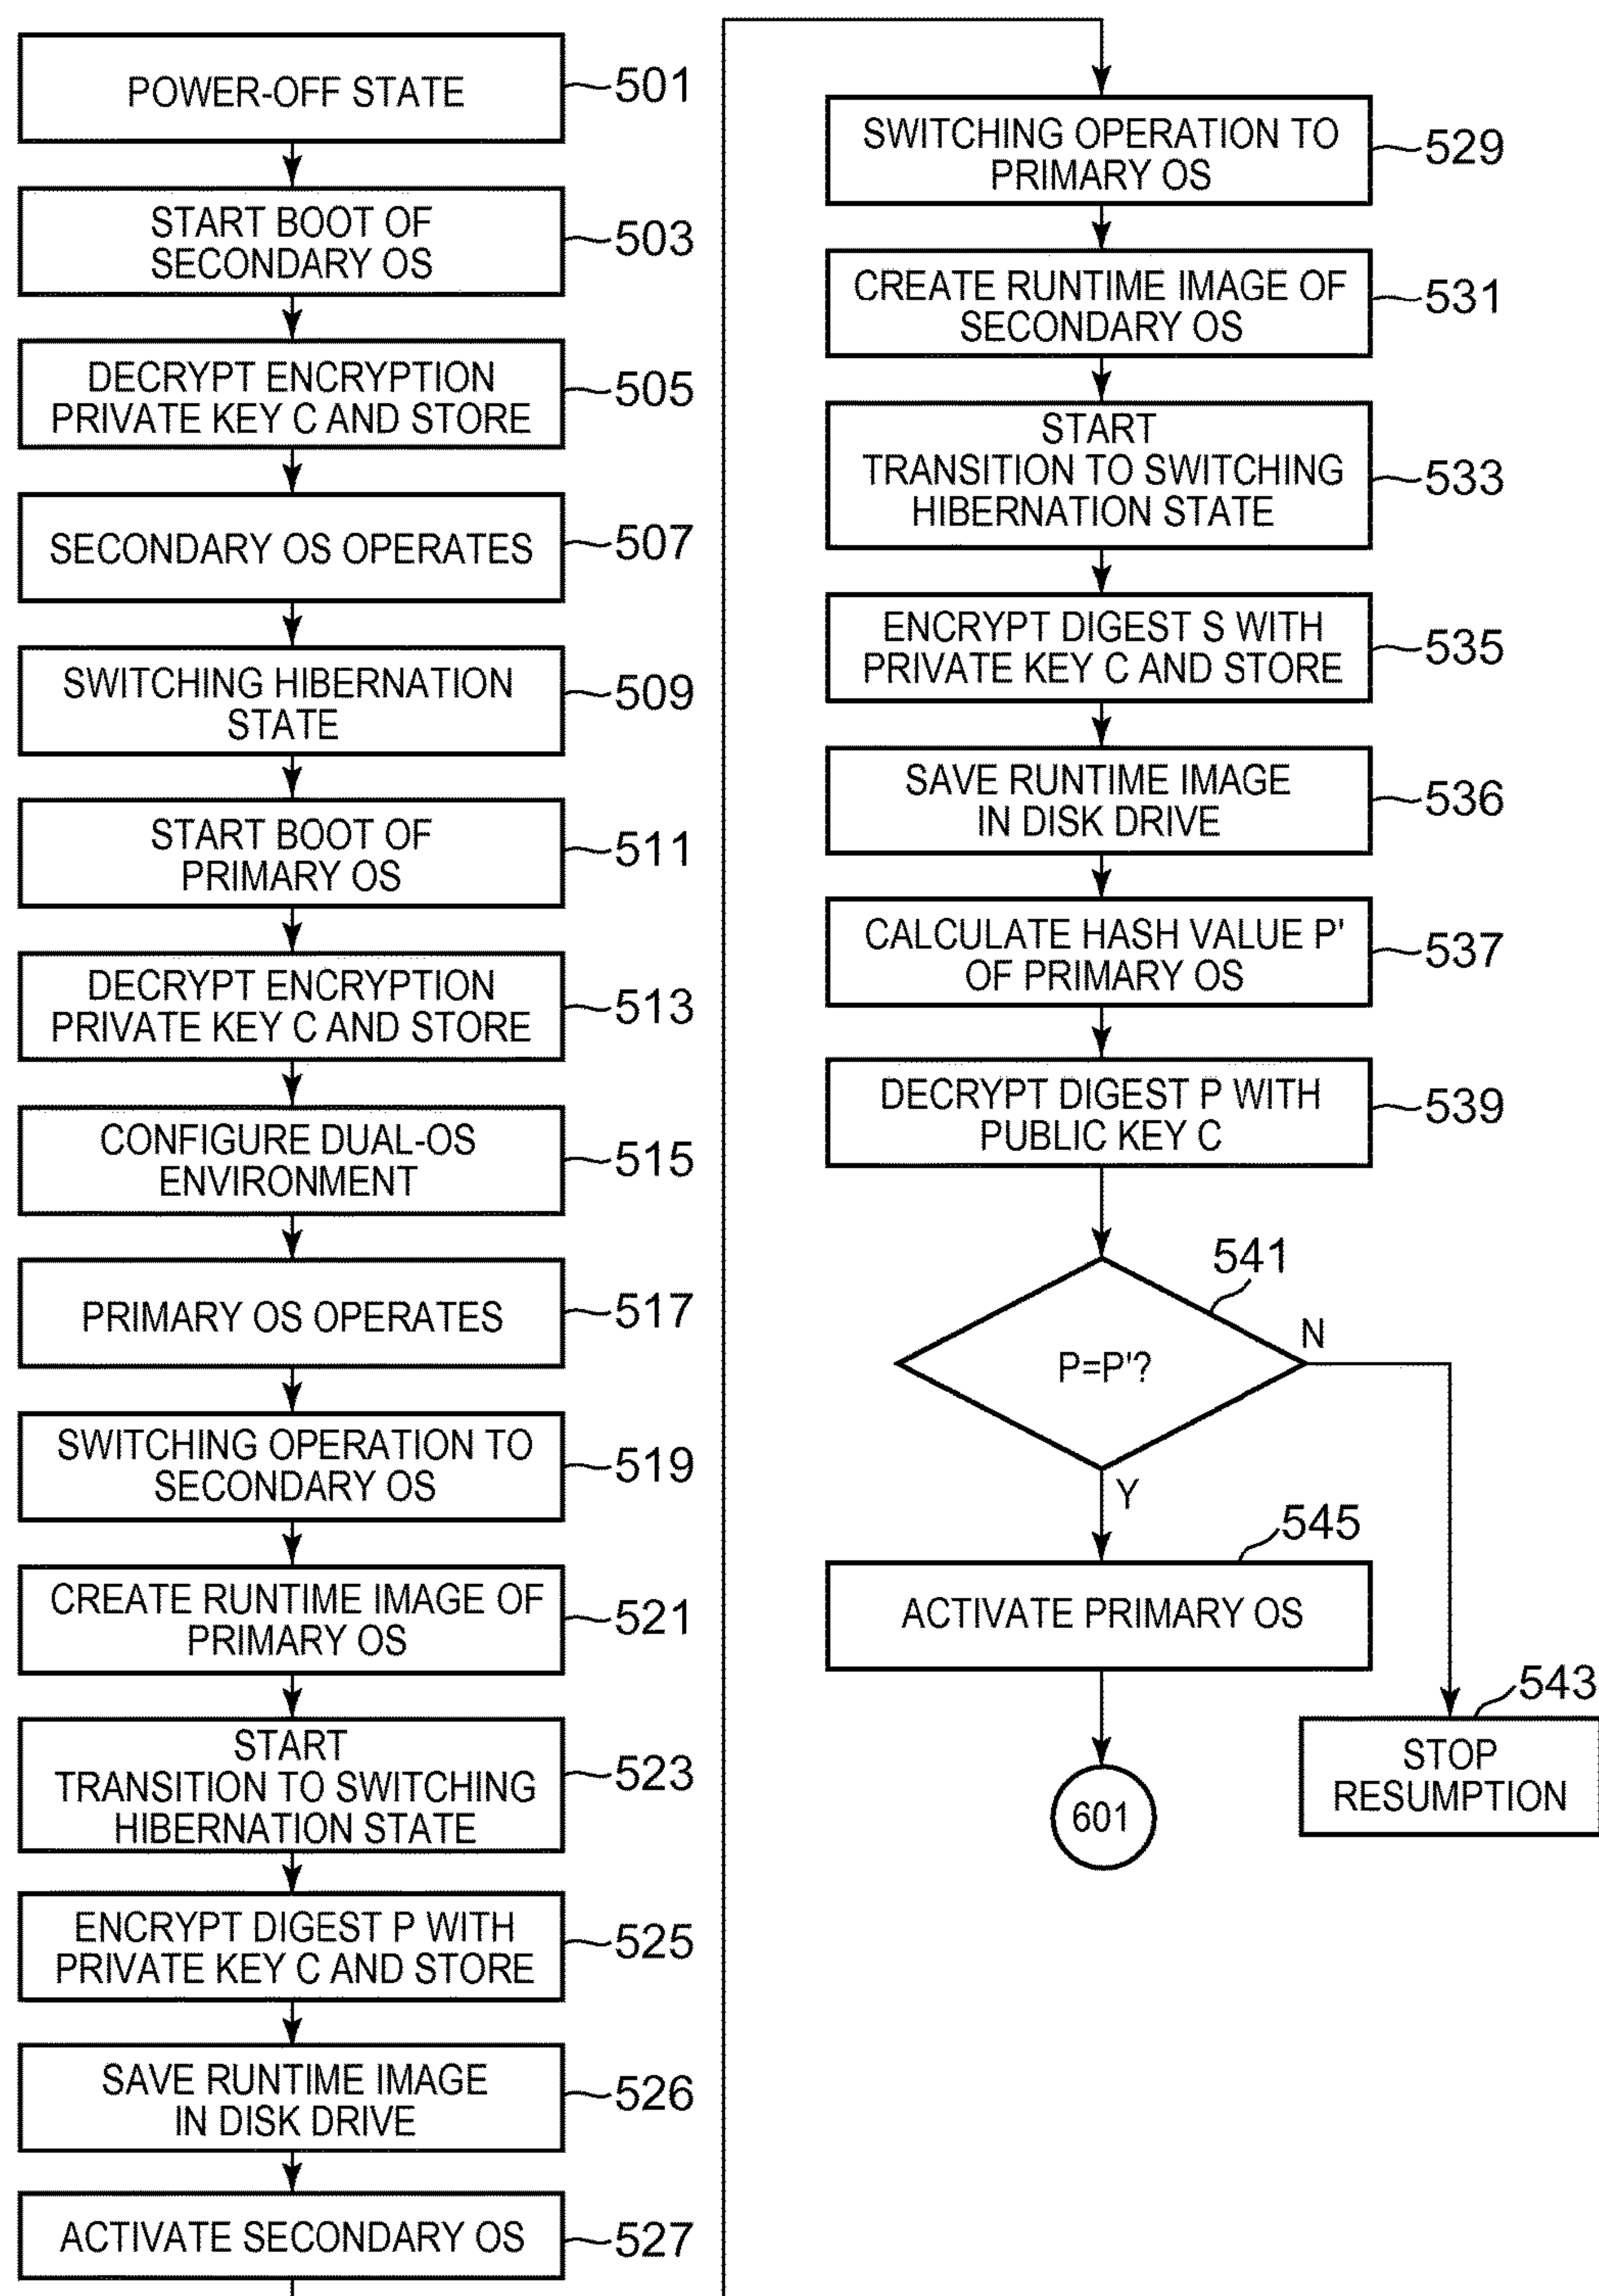 POWER-OFF STATE
501
START BOOT OF
SECONDARY OS
503
DECRYPT ENCRYPTION
PRIVATE KEY C AND STORE
505
SECONDARY OS OPERATES
507
SWITCHING HIBERNATION
STATE
509
START BOOT OF
PRIMARY OS
511
DECRYPT ENCRYPTION
PRIVATE KEY C AND STORE
513
CONFIGURE DUAL-OS
ENVIRONMENT
515
PRIMARY OS OPERATES
517
SWITCHING OPERATION TO
SECONDARY OS
519
CREATE RUNTIME IMAGE OF
PRIMARY OS
521
START
TRANSITION TO SWITCHING
HIBERNATION STATE
523
ENCRYPT DIGEST P WITH
PRIVATE KEY C AND STORE
525
SAVE RUNTIME IMAGE
IN DISK DRIVE
526
ACTIVATE SECONDARY OS
527
SWITCHING OPERATION TO
PRIMARY OS
529
CREATE RUNTIME IMAGE OF
SECONDARY OS
531
START
TRANSITION TO SWITCHING
HIBERNATION STATE
533
ENCRYPT DIGEST S WITH
PRIVATE KEY C AND STORE
535
SAVE RUNTIME IMAGE
IN DISK DRIVE
536
CALCULATE HASH VALUE P'
OF PRIMARY OS
537
DECRYPT DIGEST P WITH
PUBLIC KEY C
539
541
P=P'?
N
Y
545
ACTIVATE PRIMARY OS
543
STOP
RESUMPTION
601